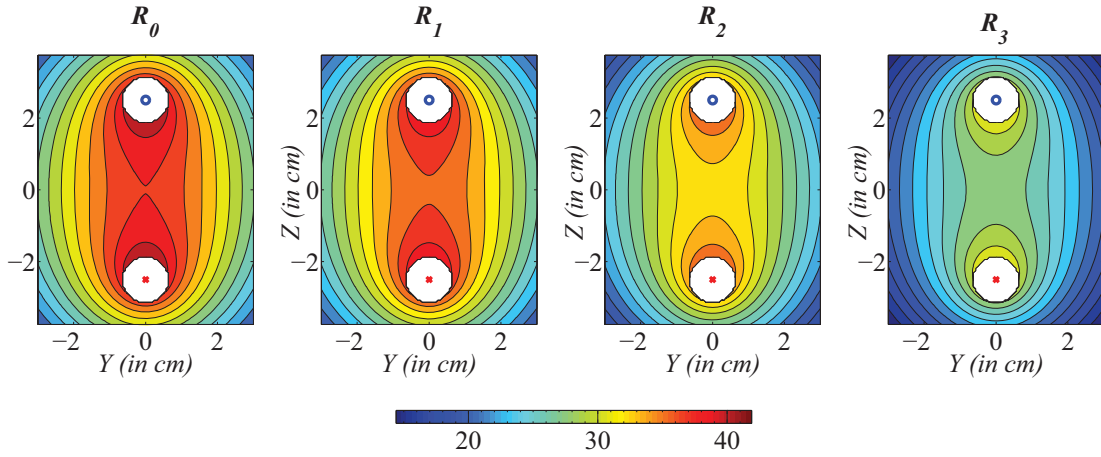 R0 R1 R2 R3
2 2 2 2
0 Z (in cm) 0 Z (in cm) 0 Z (in cm) 0
−2 −2 −2 −2
−2 0 2 −2 0 2 −2 0 2 −2 0 2
Y (in cm) Y (in cm) Y (in cm) Y (in cm)
20 30 40